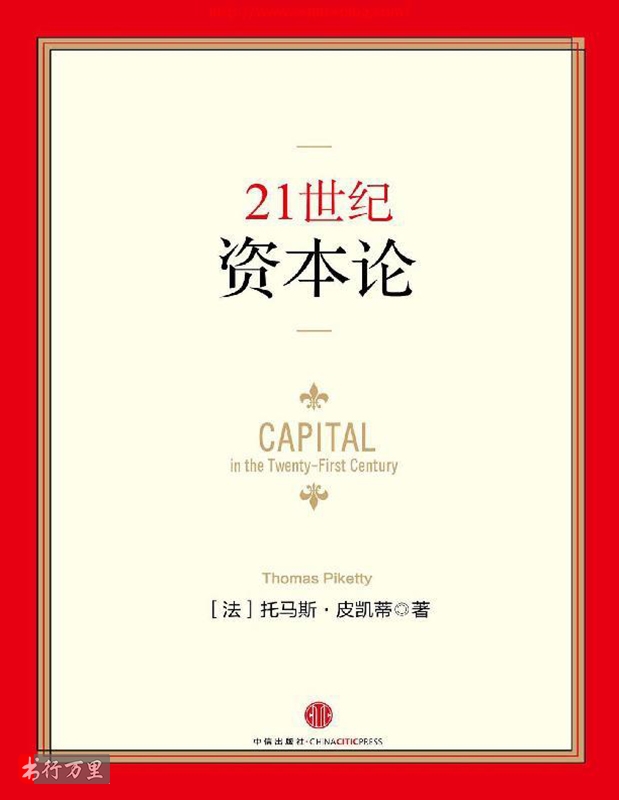 21世纪
资本论
CAPITAL
in the Twenty-First Century
Thomas Piketty
[法]托马斯·皮凯蒂◎著
中信出版社·CHINACITICPRESS
书行万里